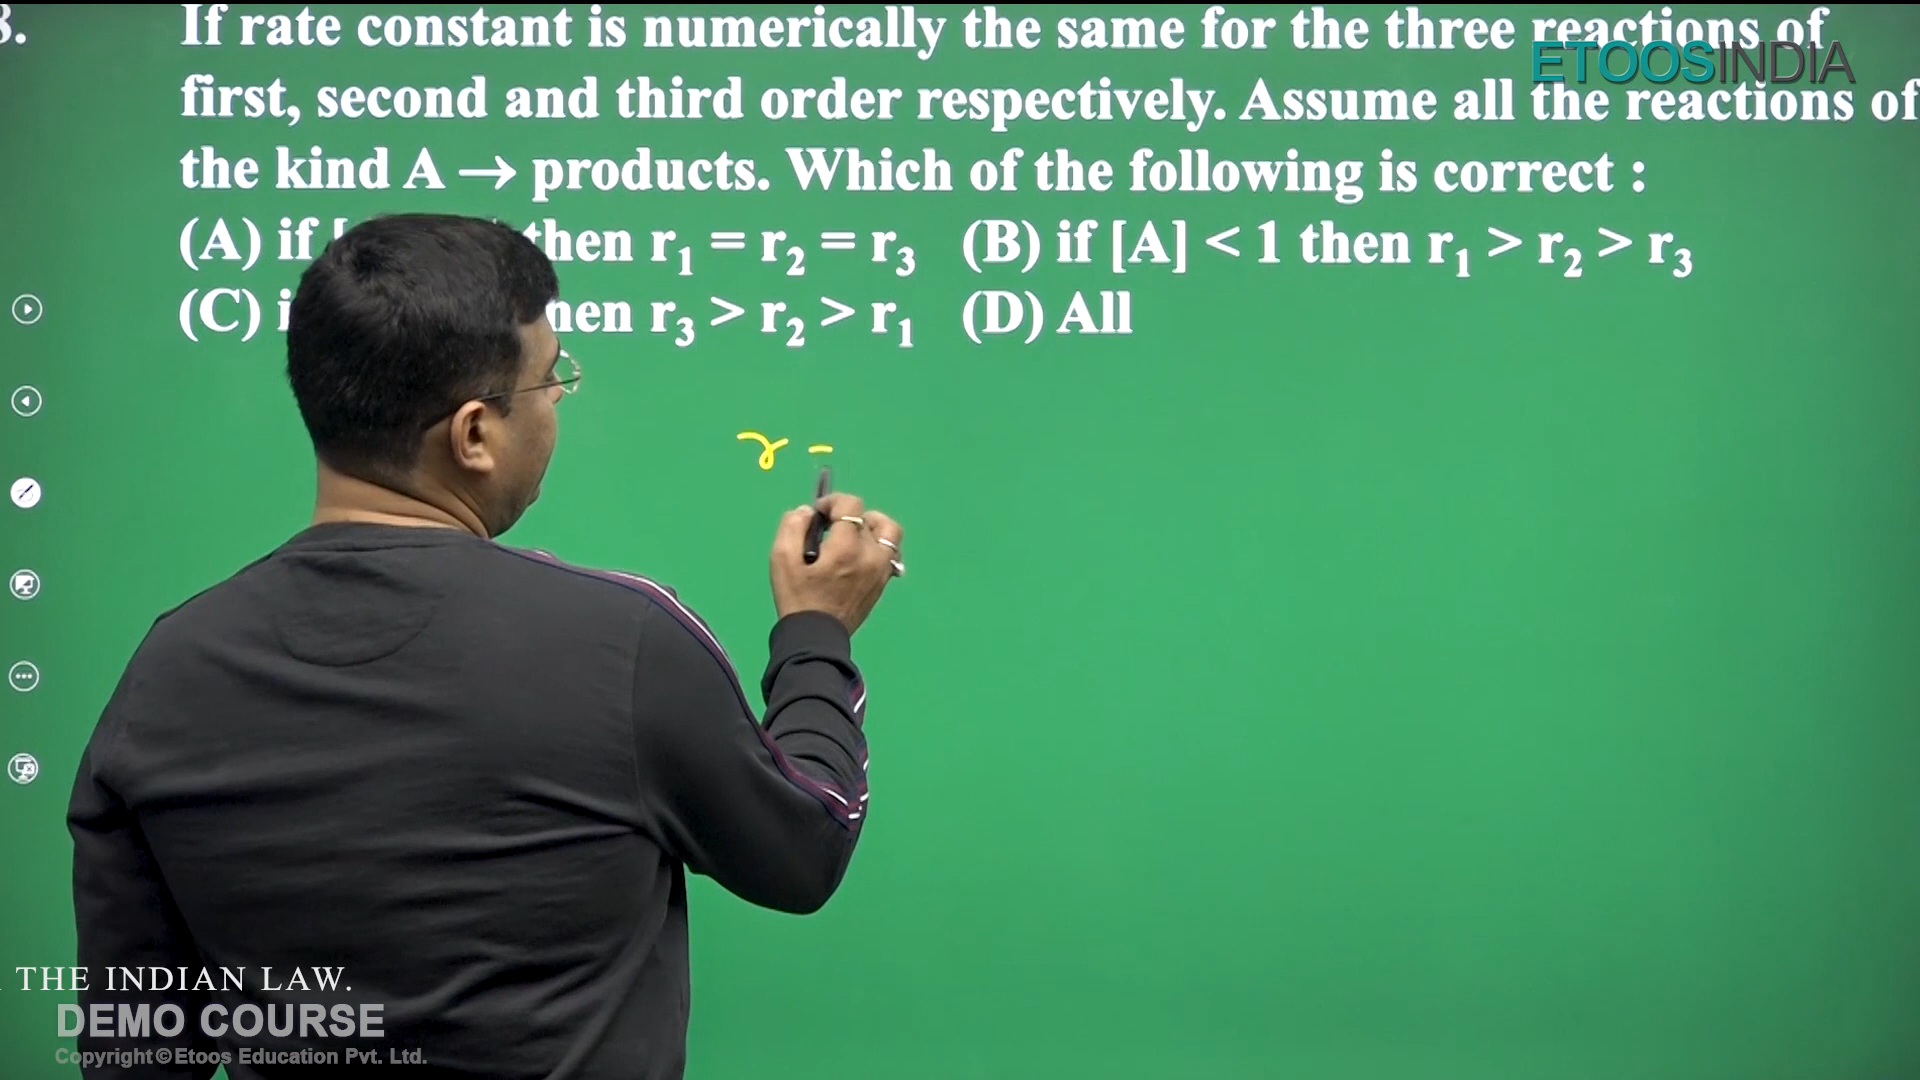 3. If rate constant is numerically the same for the three reactions of
ETOOSINDIA
first, second and third order respectively. Assume all the reactions of
the kind A → products. Which of the following is correct :
(A) if [ then r₁ = r₂ = r₃ (B) if [A] < 1 then r₁ > r₂ > r₃
(C) r₃ > r₂ > r₁ (D) All
r -
THE INDIAN LAW.
DEMO COURSE
Copyright©Etoos Education Pvt. Ltd.